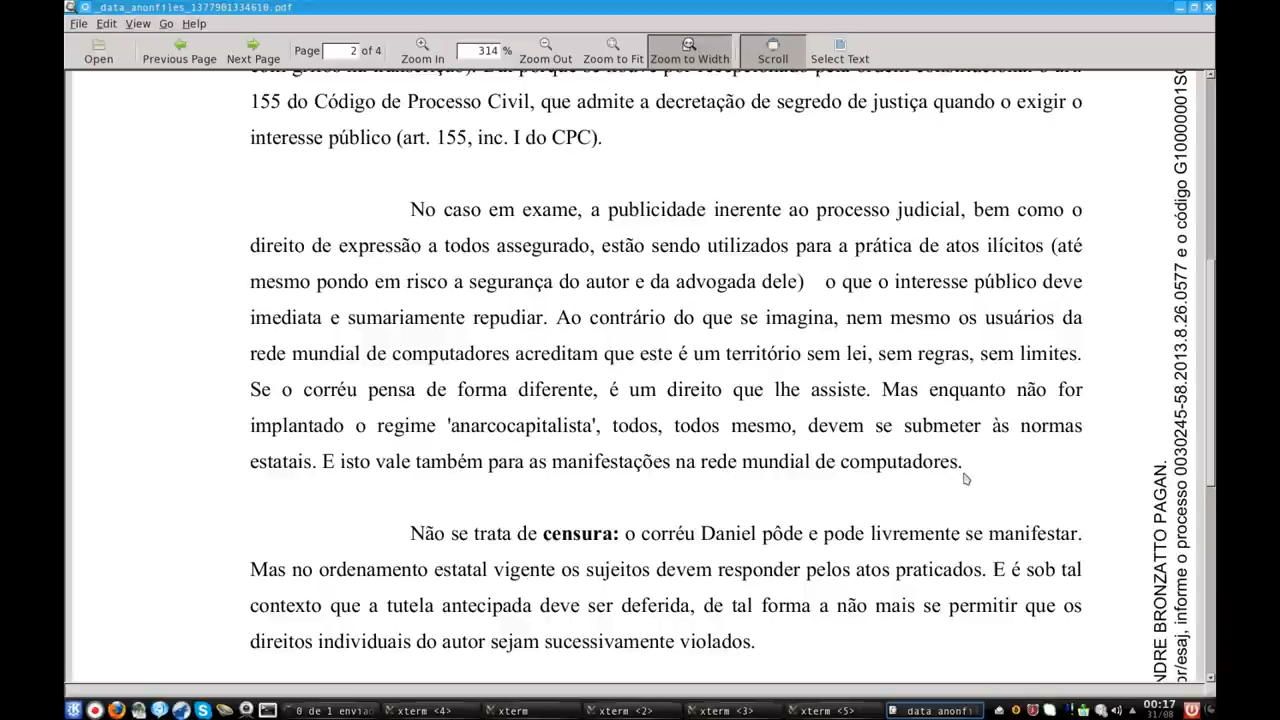 _data_anonfiles_1377901334610.pdf
File Edit View Go Help
Open Previous Page Next Page Page 2 of 4 Zoom In 314 % Zoom Out Zoom to Fit Zoom to Width Scroll Select Text
155 do Código de Processo Civil, que admite a decretação de segredo de justiça quando o exigir o
interesse público (art. 155, inc. I do CPC).
No caso em exame, a publicidade inerente ao processo judicial, bem como o
direito de expressão a todos assegurado, estão sendo utilizados para a prática de atos ilícitos (até
mesmo pondo em risco a segurança do autor e da advogada dele) o que o interesse público deve
imediata e sumariamente repudiar. Ao contrário do que se imagina, nem mesmo os usuários da
rede mundial de computadores acreditam que este é um território sem lei, sem regras, sem limites.
Se o corréu pensa de forma diferente, é um direito que lhe assiste. Mas enquanto não for
implantado o regime 'anarcocapitalista', todos, todos mesmo, devem se submeter às normas
estatais. E isto vale também para as manifestações na rede mundial de computadores.
Não se trata de censura: o corréu Daniel pôde e pode livremente se manifestar.
Mas no ordenamento estatal vigente os sujeitos devem responder pelos atos praticados. E é sob tal
contexto que a tutela antecipada deve ser deferida, de tal forma a não mais se permitir que os
direitos individuais do autor sejam sucessivamente violados.
NDRE BRONZATTO PAGAN.
or/esaj, informe o processo 0030245-58.2013.8.26.0577 e o código G10000001S
0 de 1 enviao xterm <4> xterm xterm <2> xterm <3> xterm <5> data_anonfi 00:17
31/08